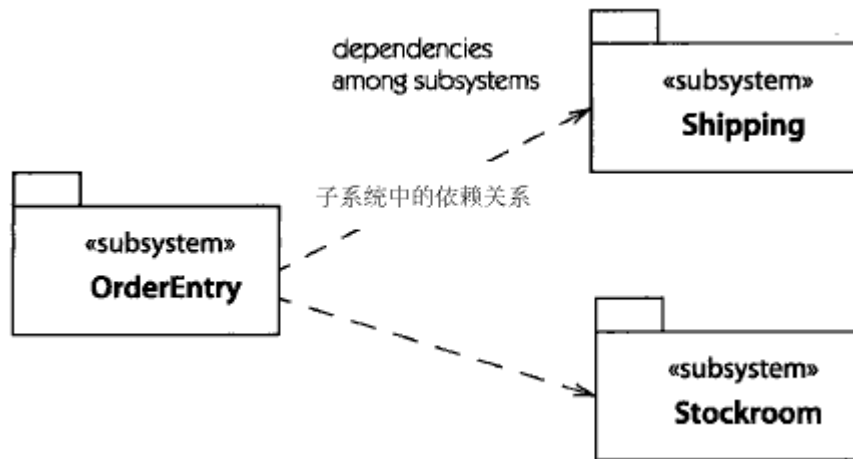 dependencies
among subsystems
«subsystem»
Shipping
子系统中的依赖关系
«subsystem»
OrderEntry
«subsystem»
Stockroom